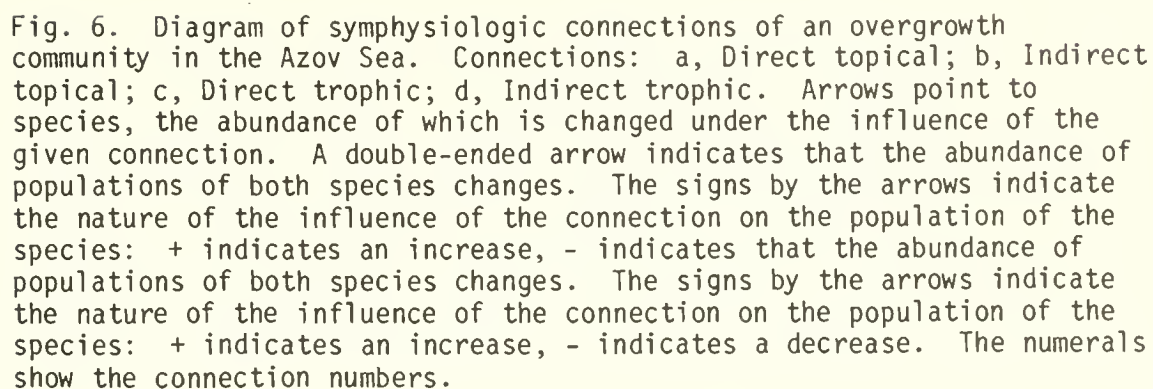 Fig. 6. Diagram of symphysiologic connections of an overgrowth
community in the Azov Sea. Connections: a, Direct topical; b, Indirect
topical; c, Direct trophic; d, Indirect trophic. Arrows point to
species, the abundance of which is changed under the influence of the
given connection. A double-ended arrow indicates that the abundance of
populations of both species changes. The signs by the arrows indicate
the nature of the influence of the connection on the population of the
species: + indicates an increase, - indicates that the abundance of
populations of both species changes. The signs by the arrows indicate
the nature of the influence of the connection on the population of the
species: + indicates an increase, - indicates a decrease. The numerals
show the connection numbers.